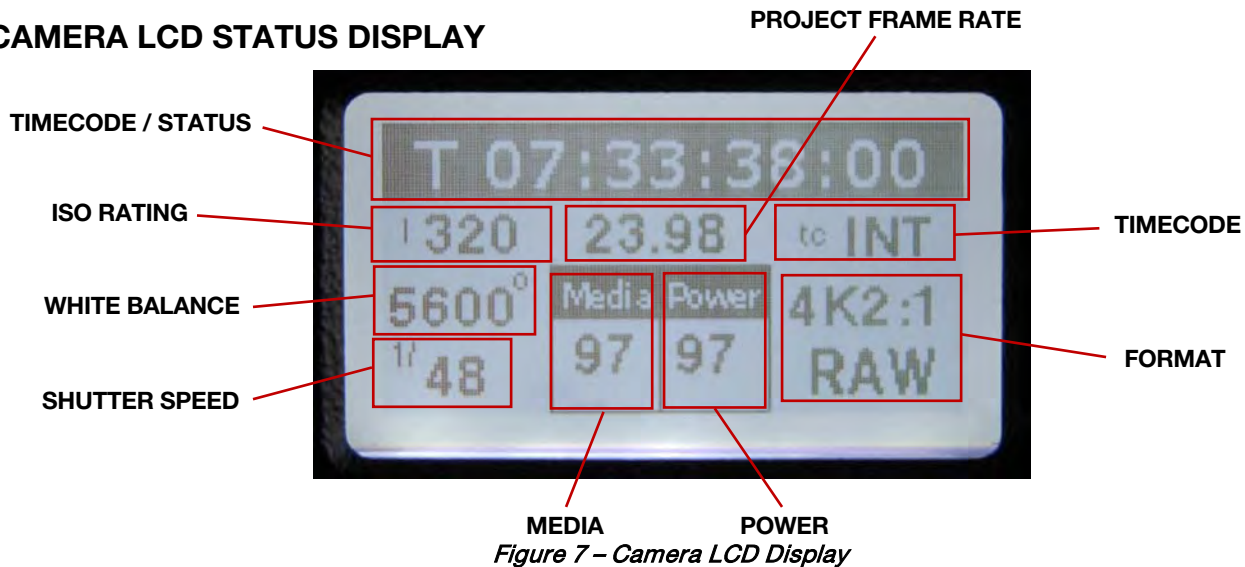 PROJECT FRAME RATE
CAMERA LCD STATUS DISPLAY
TIMECODE / STATUS
T 07:33:38:00
ISO RATING
I 320
23.98
tc INT
TIMECODE
WHITE BALANCE
5600°
Media
Power
4K2:1
97
97
RAW
FORMAT
SHUTTER SPEED
1/48
MEDIA
POWER
Figure 7 – Camera LCD Display